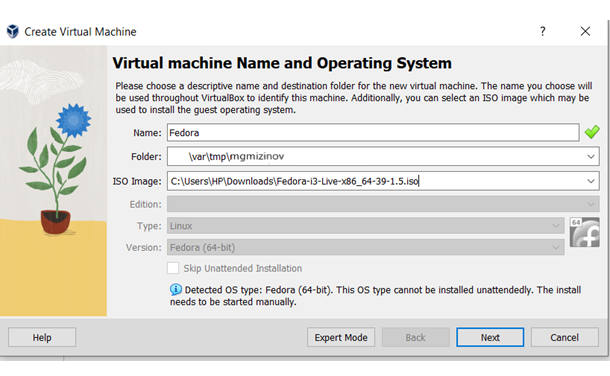 Create Virtual Machine
?
Virtual machine Name and Operating System
Please choose a descriptive name and destination folder for the new virtual machine. The name you choose will
be used throughout VirtualBox to identify this machine. Additionally, you can select an ISO image which may be
used to install the guest operating system.
Name: Fedora
Folder: \var\tmp\mgmizinov
ISO Image: C:\Users\HP\Downloads\Fedora-i3-Live-x86_64-39-1.5.iso
Edition:
Type: Linux
64
Version: Fedora (64-bit)
Skip Unattended Installation
Detected OS type: Fedora (64-bit). This OS type cannot be installed unattendedly. The install
needs to be started manually.
Help Expert Mode Back Next Cancel